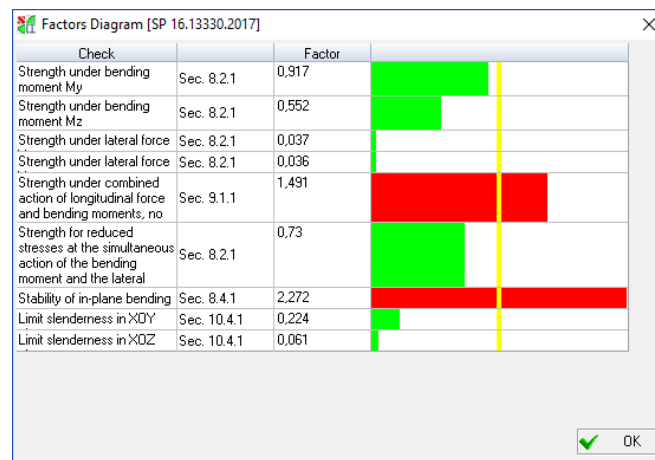 Factors Diagram [SP 16.13330.2017]
Check Factor
Strength under bending
moment My
Sec. 8.2.1
0,917
Strength under bending
moment Mz
Sec. 8.2.1
0,552
Strength under lateral force
Sec. 8.2.1
0,037
Strength under lateral force
Sec. 8.2.1
0,036
Strength under combined
action of longitudinal force
and bending moments, no
Sec. 9.1.1
1,491
Strength for reduced
stresses at the simultaneous
action of the bending
moment and the lateral
Sec. 8.2.1
0,73
Stability of in-plane bending
Sec. 8.4.1
2,272
Limit slenderness in XOY
Sec. 10.4.1
0,224
Limit slenderness in XOZ
Sec. 10.4.1
0,061
OK